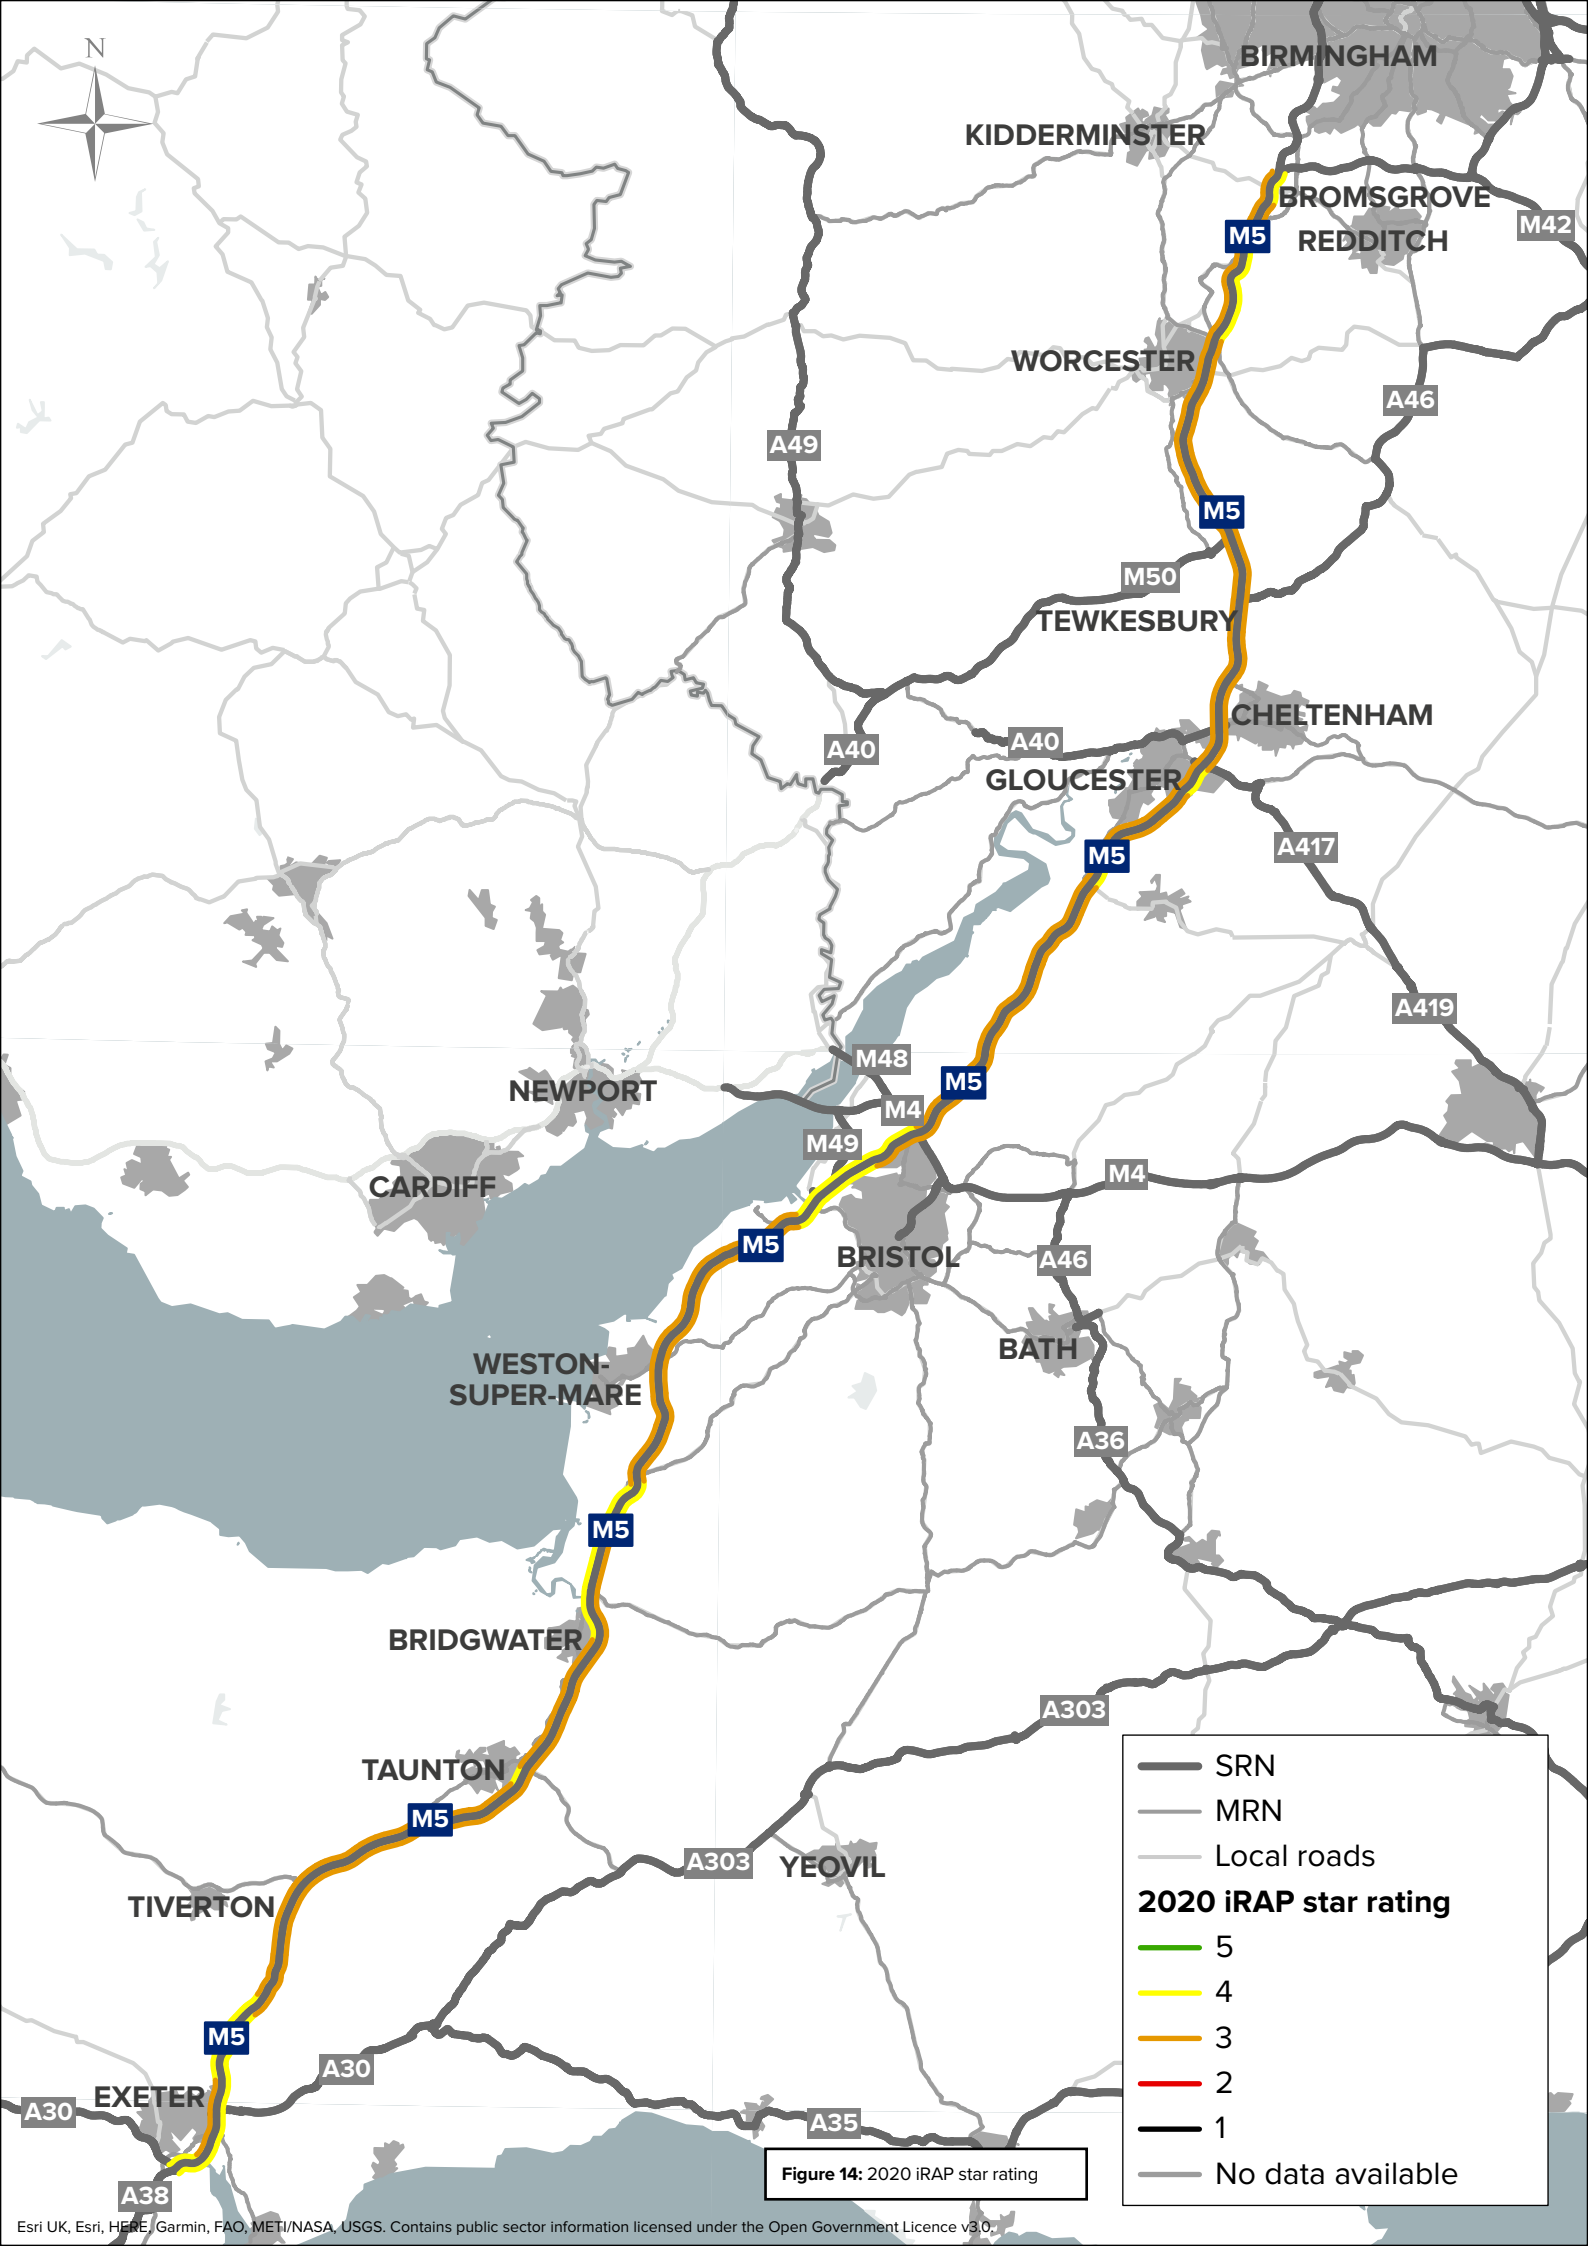 N
BIRMINGHAM
KIDDERMINSTER
BROMSGROVE
M42
M5
REDDITCH
WORCESTER
A46
A49
M5
M50
TEWKESBURY
CHELTENHAM
A40
A40
GLOUCESTER
M5
A417
A419
M48
M5
NEWPORT
M4
M49
M4
CARDIFF
M5
BRISTOL
A46
BATH
WESTON-
SUPER-MARE
A36
M5
BRIDGWATER
A303
TAUNTON
M5
A303
YEOVIL
TIVERTON
M5
A30
EXETER
A30
A35
A38
SRN
MRN
Local roads
2020 iRAP star rating
5
4
3
2
1
No data available
Figure 14: 2020 iRAP star rating
Esri UK, Esri, HERE, Garmin, FAO, METI/NASA, USGS. Contains public sector information licensed under the Open Government Licence v3.0.